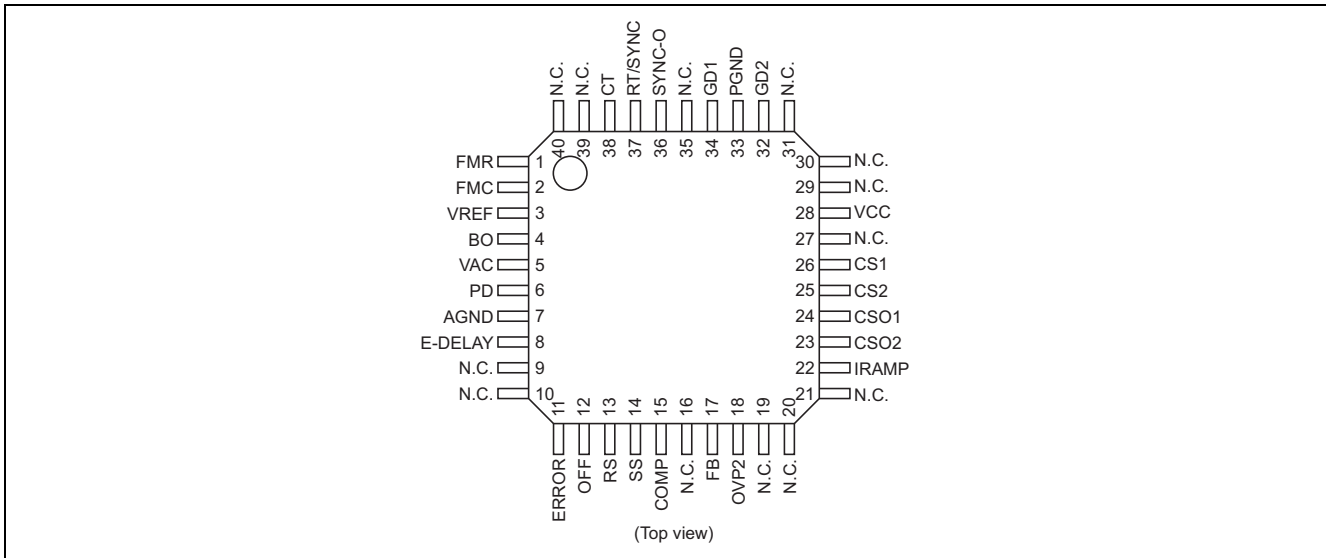 N.C.
N.C.
CT
RT/SYNC
SYNC-O
N.C.
GD1
PGND
GD2
N.C.
40
39
38
37
36
35
34
33
32
31
FMR 1
FMC 2
VREF 3
BO 4
VAC 5
PD 6
AGND 7
E-DELAY 8
N.C. 9
N.C. 10
30 N.C.
29 N.C.
28 VCC
27 N.C.
26 CS1
25 CS2
24 CSO1
23 CSO2
22 IRAMP
21 N.C.
11
12
13
14
15
16
17
18
19
20
ERROR
OFF
RS
SS
COMP
N.C.
FB
OVP2
N.C.
N.C.
(Top view)